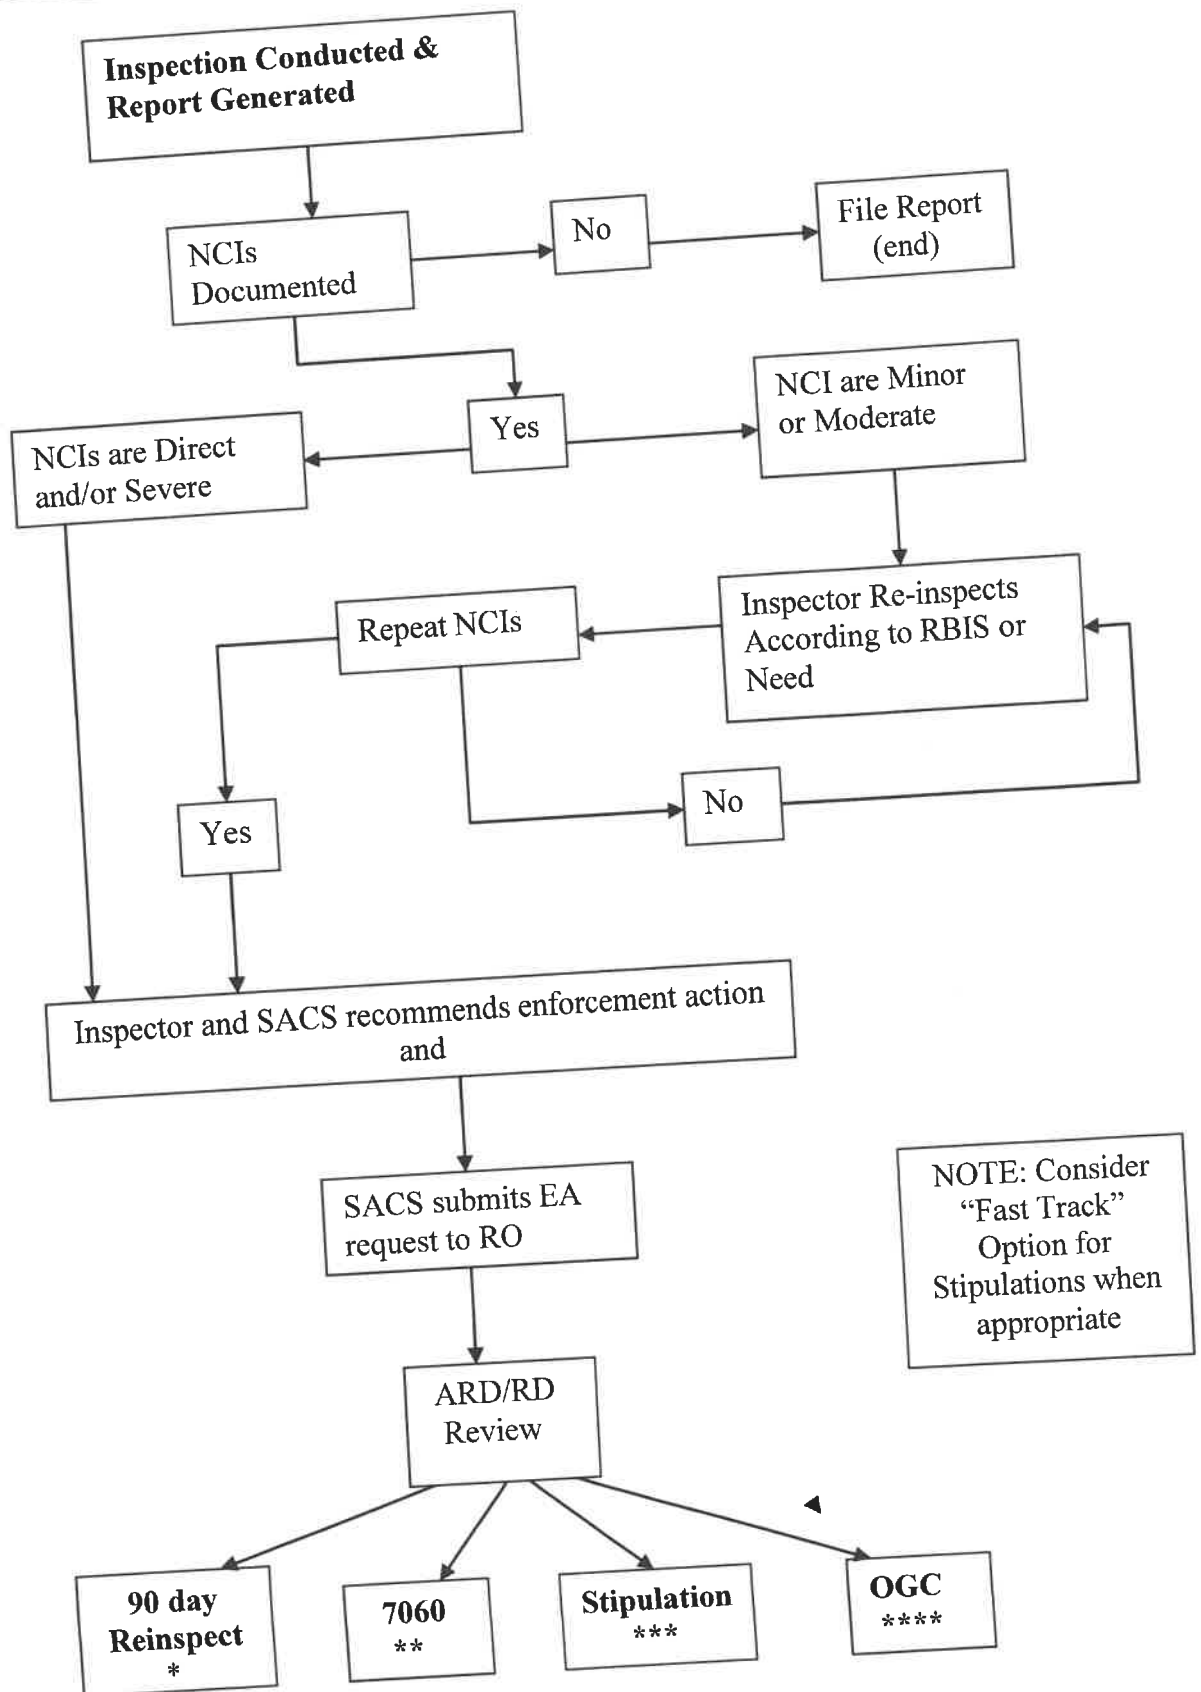 Inspection Conducted &
Report Generated
NCIs
Documented
No
File Report
(end)
Yes
NCI are Minor
or Moderate
NCIs are Direct
and/or Severe
Inspector Re-inspects
According to RBIS or
Need
Repeat NCIs
No
Yes
Inspector and SACS recommends enforcement action
and
SACS submits EA
request to RO
NOTE: Consider
“Fast Track”
Option for
Stipulations when
appropriate
ARD/RD
Review
90 day
Reinspect
*
7060
**
Stipulation
***
OGC
****